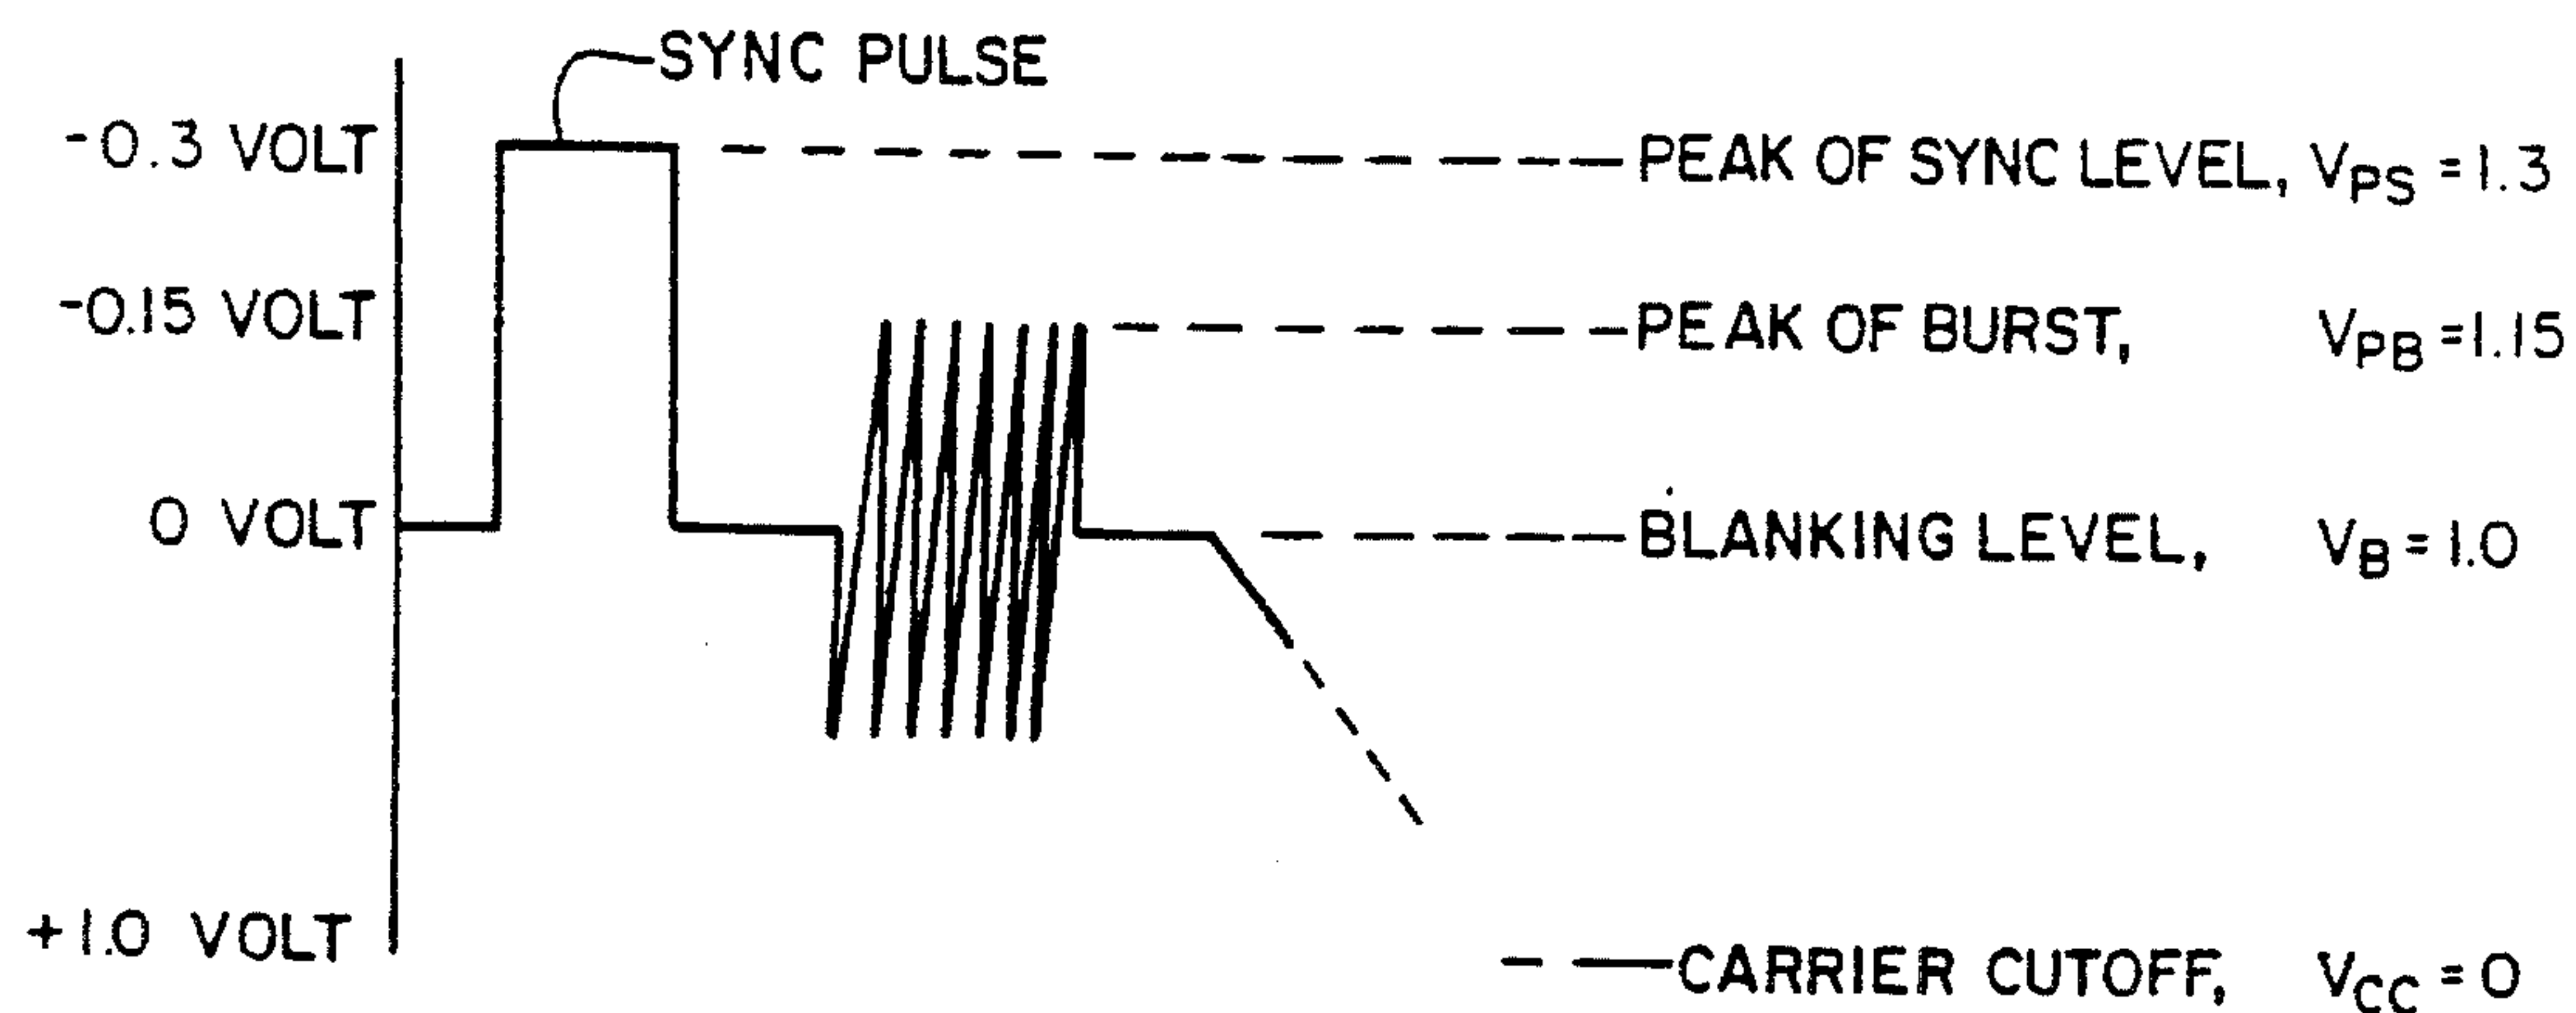 SYNC PULSE
-0.3 VOLT
PEAK OF SYNC LEVEL, VPS = 1.3
-0.15 VOLT
PEAK OF BURST, VPB = 1.15
0 VOLT
BLANKING LEVEL, VB = 1.0
+1.0 VOLT
CARRIER CUTOFF, VCC = 0